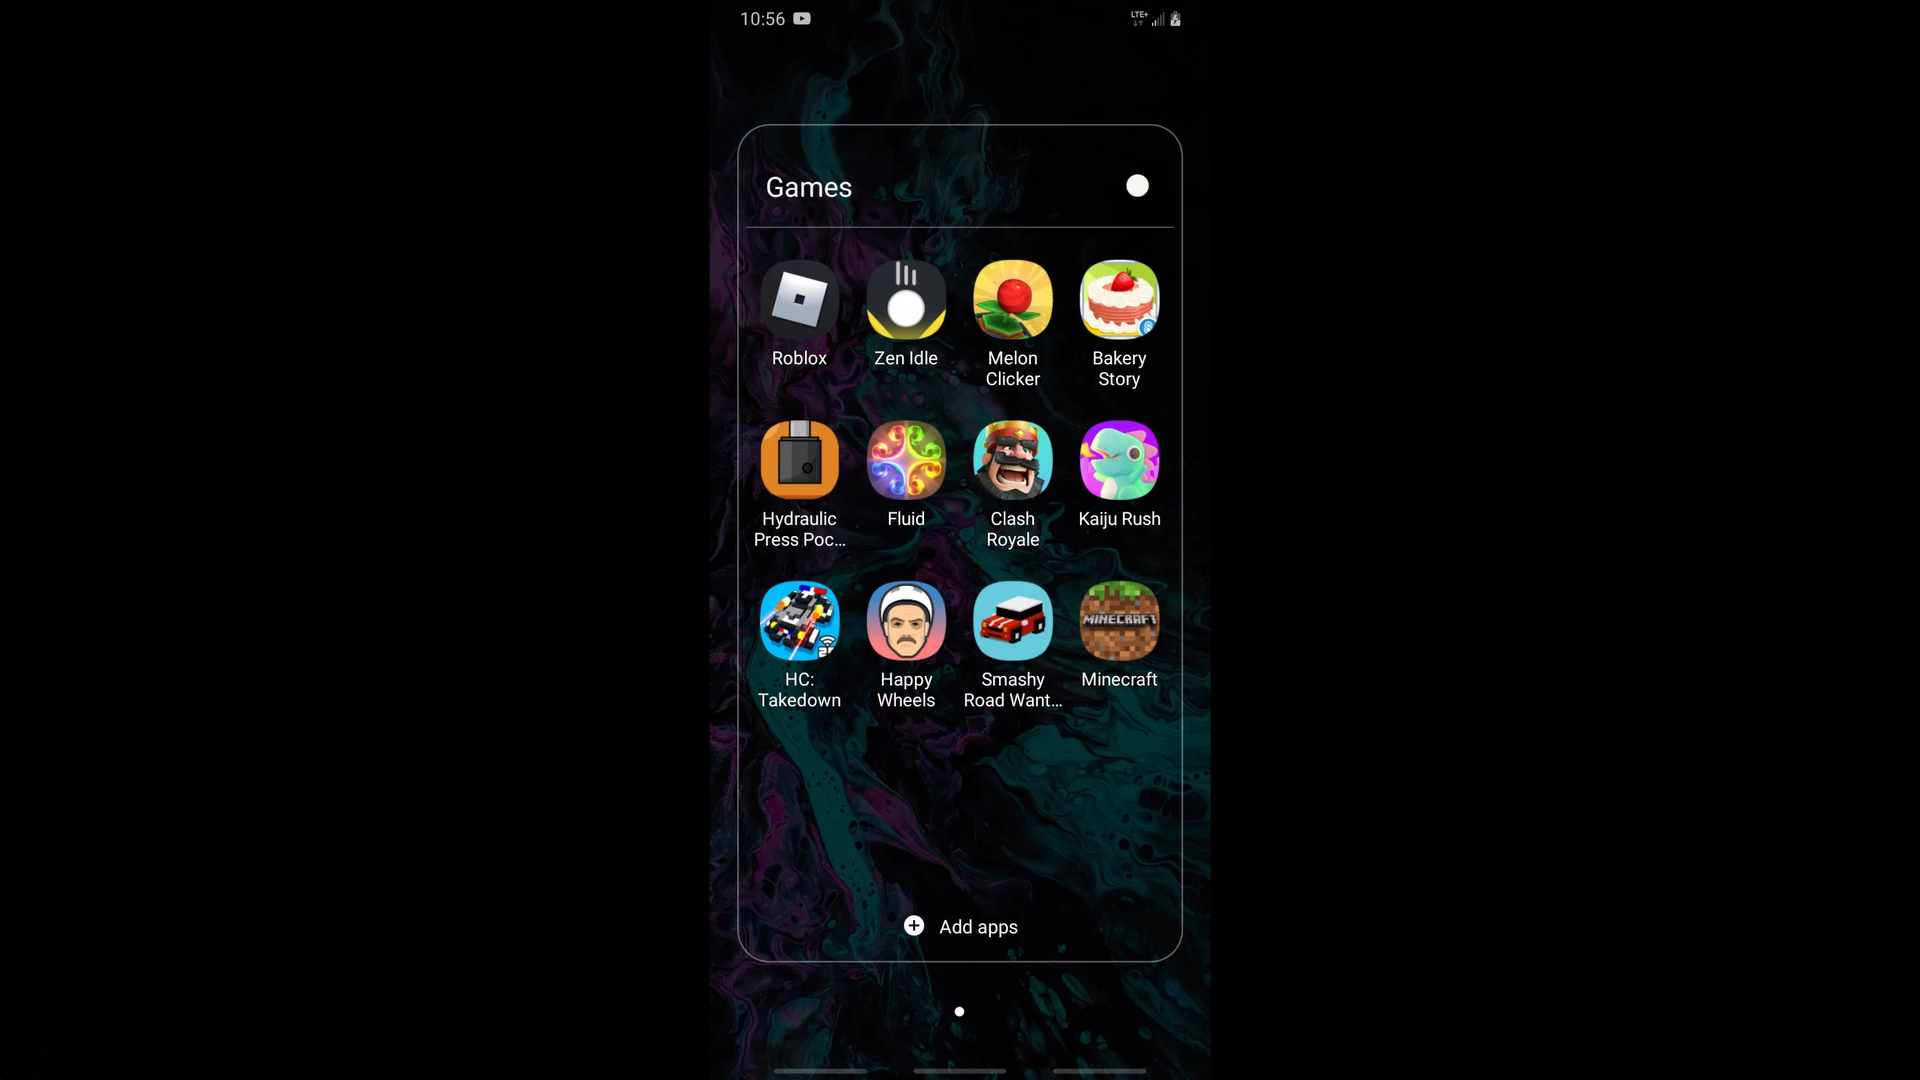 10:56
LTE+
Games
Roblox
Zen Idle
Melon
Clicker
Bakery
Story
Hydraulic
Press Poc...
Fluid
Clash
Royale
Kaiju Rush
HC:
Takedown
Happy
Wheels
Smashy
Road Want...
MINECRAFT
Minecraft
Add apps